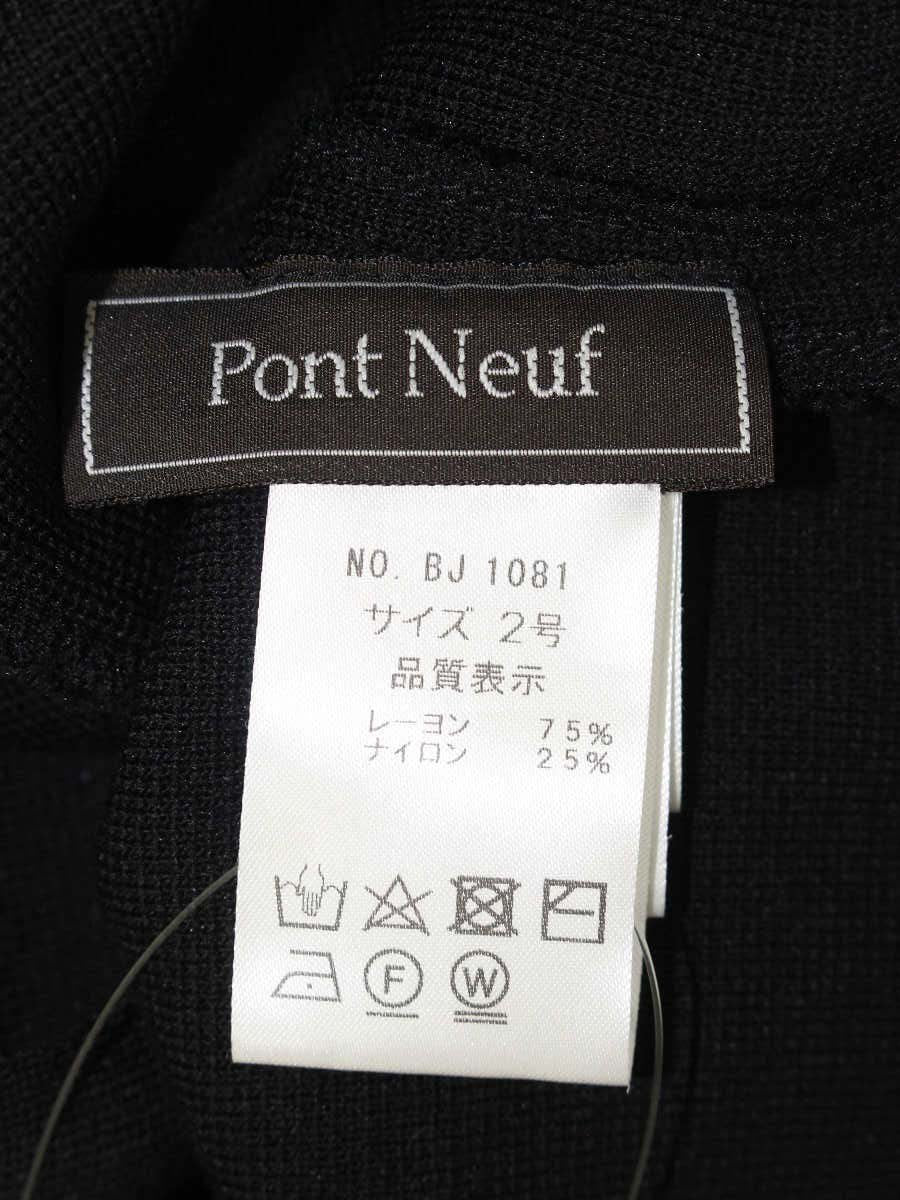 Pont Neuf
NO. BJ 1081
サイズ 2号
品質表示
レーヨン 75%
ナイロン 25%
F
W